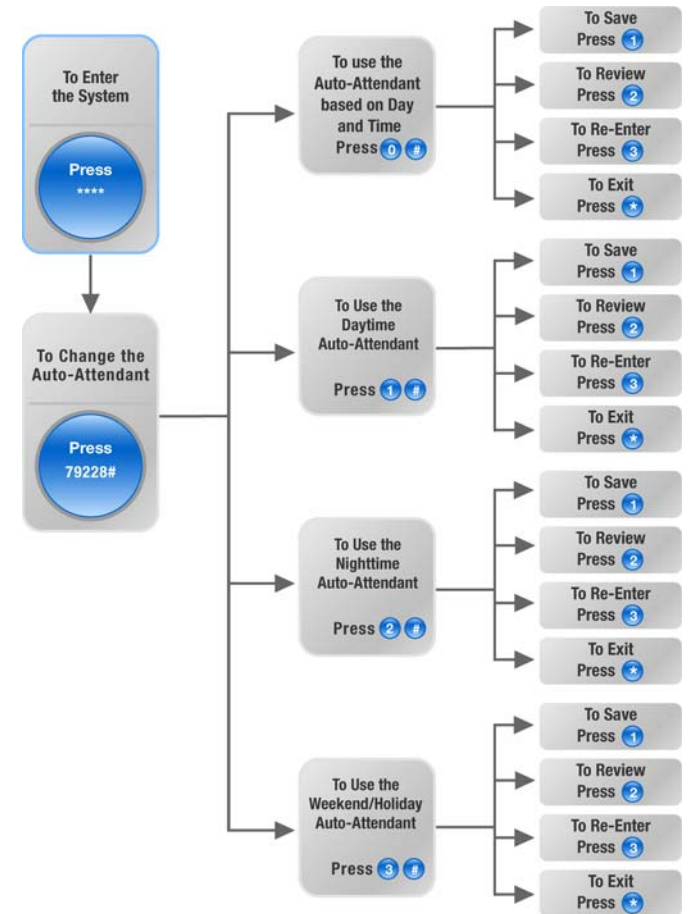 To Enter
the System
Press
****
To Change the
Auto-Attendant
Press
79228#
To use the
Auto-Attendant
based on Day
and Time
Press 0 #
To Save
Press 1
To Review
Press 2
To Re-Enter
Press 3
To Exit
Press *
To Use the
Daytime
Auto-Attendant
Press 1 #
To Save
Press 1
To Review
Press 2
To Re-Enter
Press 3
To Exit
Press *
To Use the
Nighttime
Auto-Attendant
Press 2 #
To Save
Press 1
To Review
Press 2
To Re-Enter
Press 3
To Exit
Press *
To Use the
Weekend/Holiday
Auto-Attendant
Press 3 #
To Save
Press 1
To Review
Press 2
To Re-Enter
Press 3
To Exit
Press *